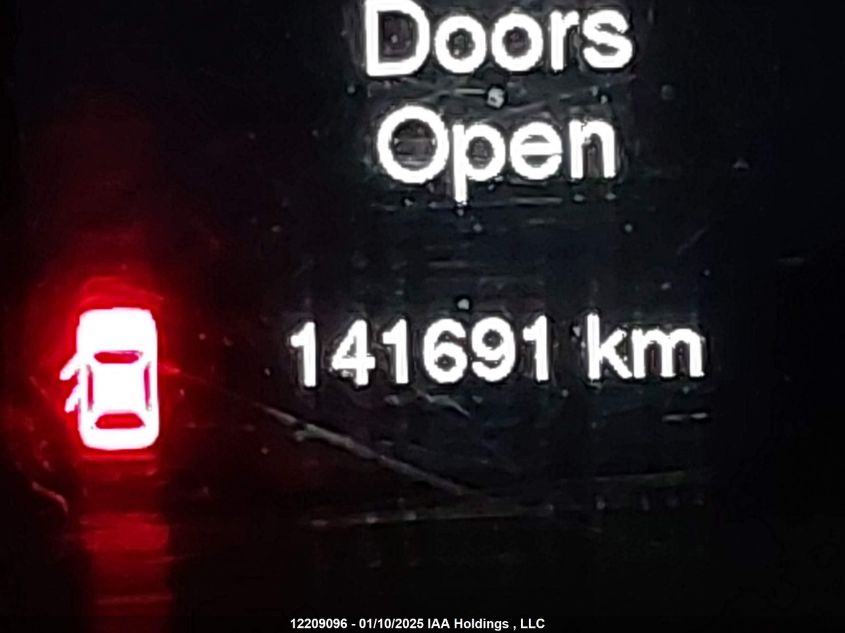 Doors
Open
141691 km
12209096 - 01/10/2025 IAA Holdings , LLC